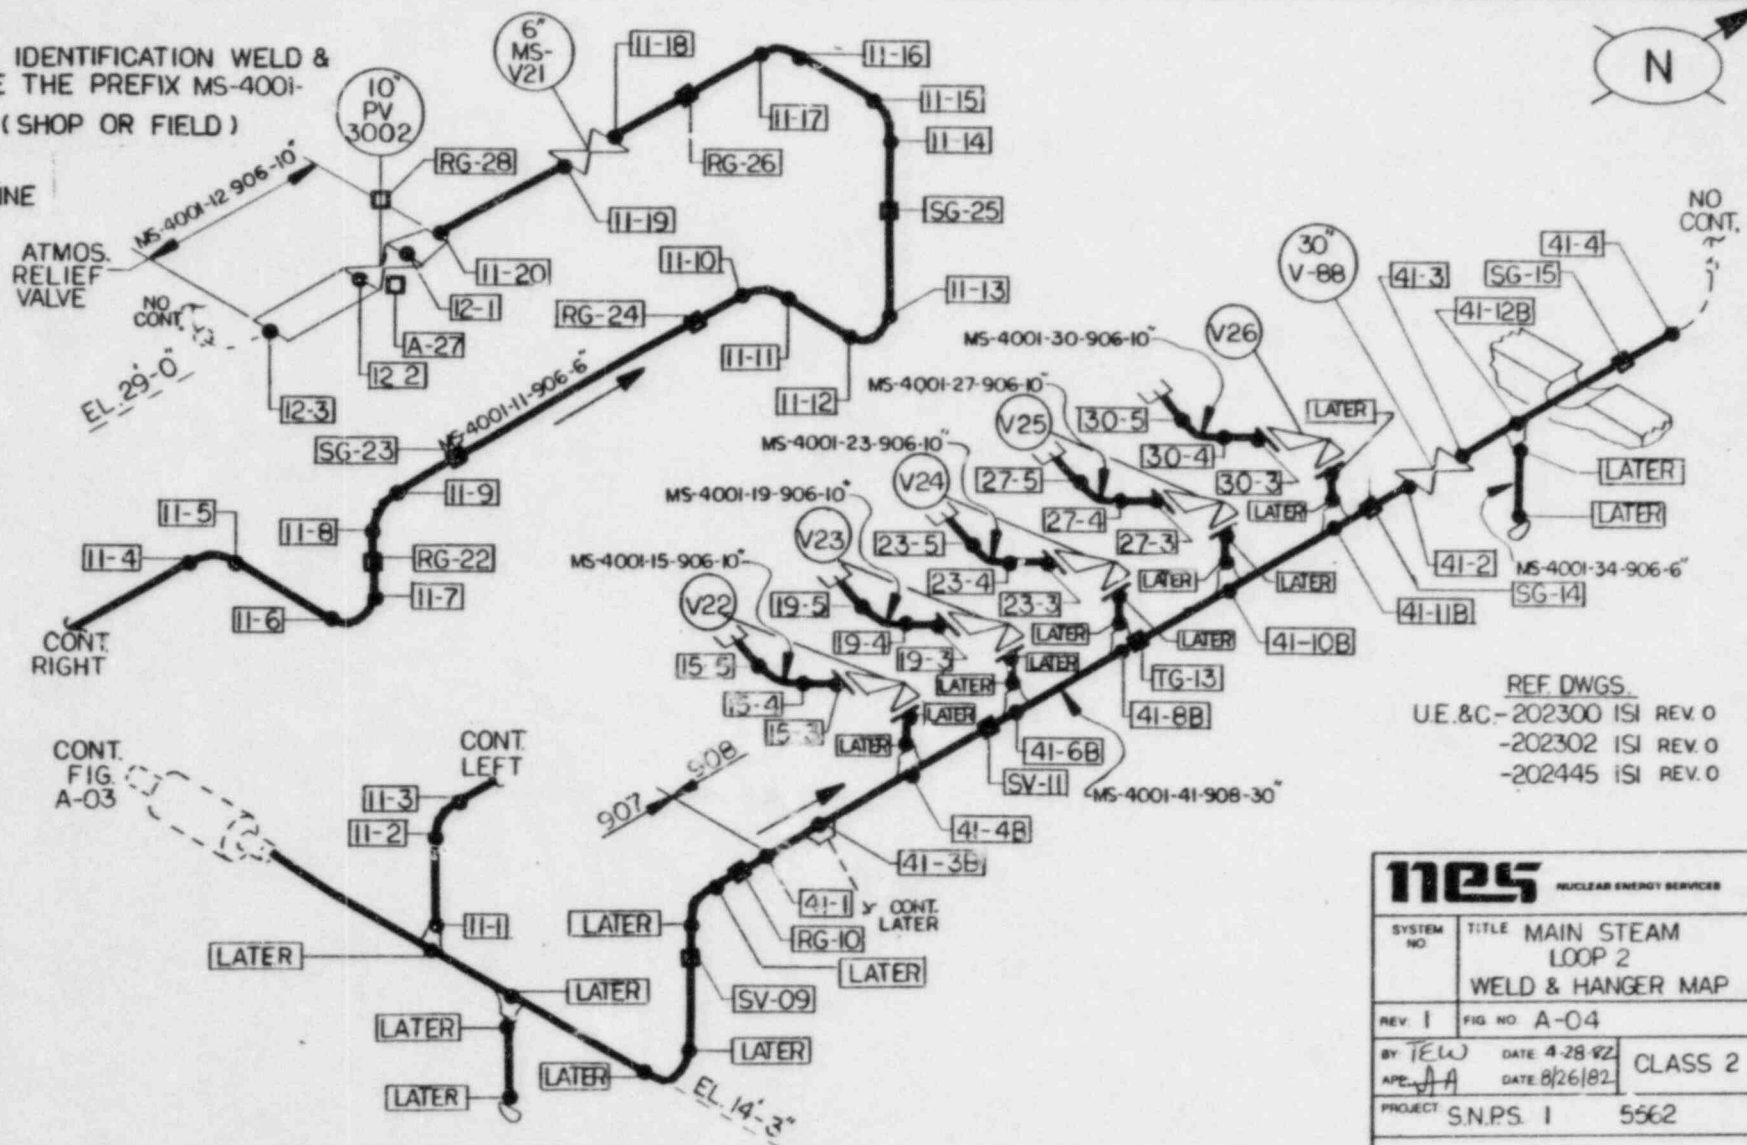 IDENTIFICATION WELD &
THE PREFIX MS-4001-
(SHOP OR FIELD)
ATMOS.
RELIEF
VALVE
MS-4001-12-906-10"
10"
PV
3002
6"
MS-
V21
RG-28
11-18
11-16
11-17
11-15
11-14
RG-26
SG-25
11-19
11-20
12-1
A-27
12-2
12-3
NO
CONT.
EL. 29'-0"
11-10
RG-24
11-11
11-12
11-13
MS-4001-11-906-6"
SG-23
11-9
11-8
RG-22
11-7
11-5
11-4
11-6
CONT.
RIGHT
N
NO
CONT.
41-4
SG-15
41-3
41-12B
30"
V-88
LATER
LATER
MS-4001-34-906-6"
41-2
SG-14
41-11B
41-10B
MS-4001-30-906-10"
V26
LATER
30-5
30-4
30-3
LATER
MS-4001-27-906-10"
V25
27-5
27-4
27-3
LATER
LATER
MS-4001-23-906-10"
V24
23-5
23-4
23-3
LATER
LATER
MS-4001-19-906-10"
V23
19-5
19-4
19-3
LATER
LATER
MS-4001-15-906-10"
V22
15-5
15-4
15-3
LATER
LATER
TG-13
41-8B
41-6B
SV-11
MS-4001-41-908-30"
41-4B
41-3B
907
908
41-1
CONT.
LATER
RG-10
LATER
LATER
SV-09
LATER
LATER
EL. 14'-3"
CONT.
FIG.
A-03
CONT.
LEFT
11-3
11-2
11-1
LATER
LATER
LATER
LATER
REF. DWGS.
U.E.&C.-202300 ISI REV. 0
-202302 ISI REV. 0
-202445 ISI REV. 0
nes NUCLEAR ENERGY SERVICES
SYSTEM
NO.
TITLE MAIN STEAM
LOOP 2
WELD & HANGER MAP
REV. 1 FIG. NO. A-04
BY TEW DATE 4-28-82
DATE 8/26/82
CLASS 2
PROJECT S.N.P.S. 1 5562